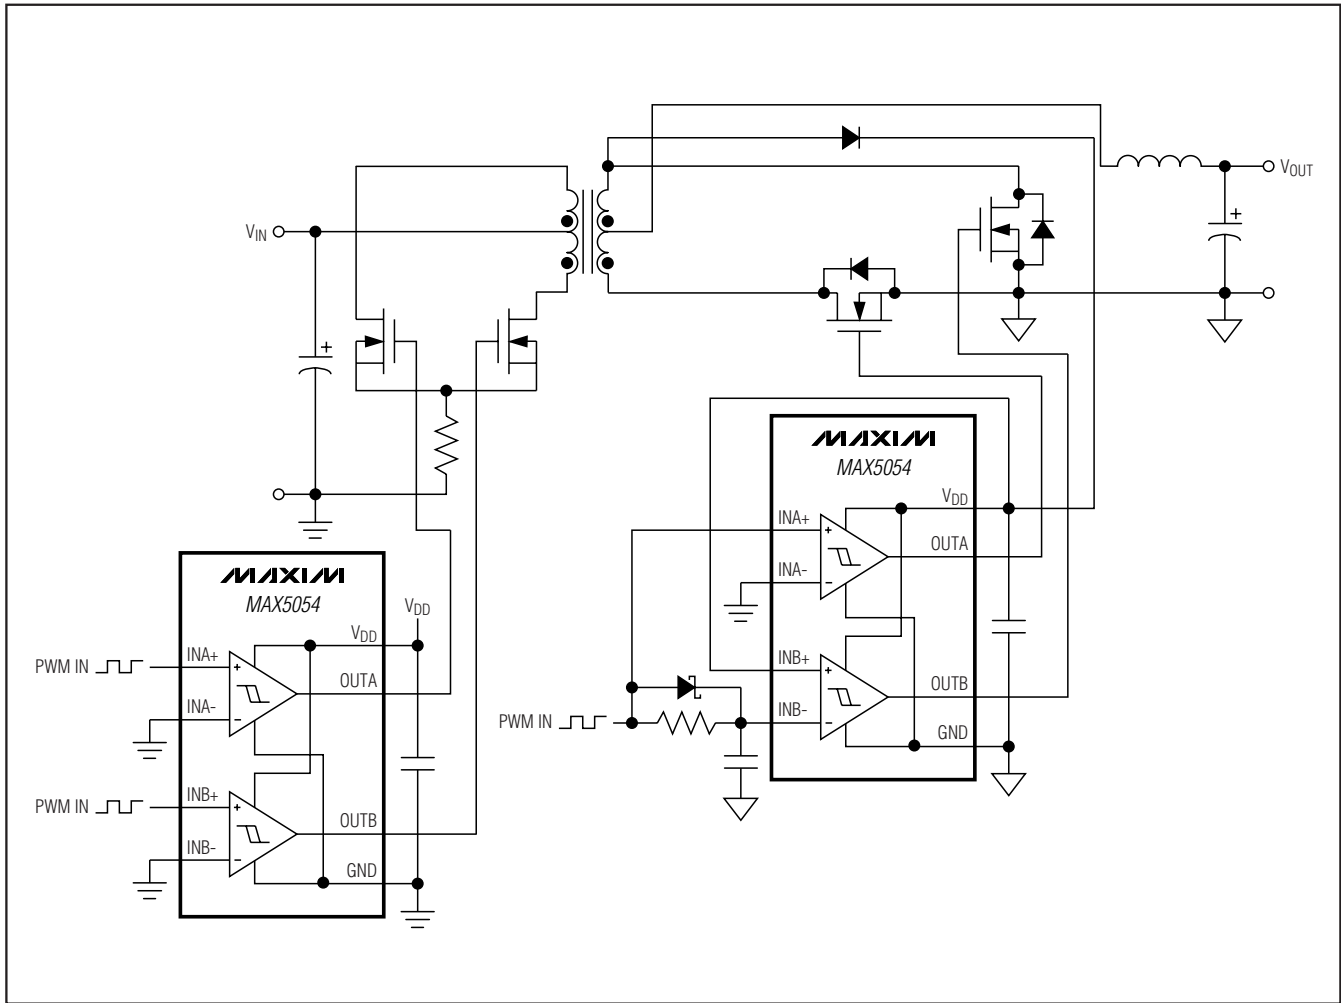 VOUT
VIN
MAXIM
MAX5054
VDD
INA+
OUTA
INA-
INB+
OUTB
PWM IN
INB-
GND
MAXIM
MAX5054
VDD
VDD
PWM IN
INA+
OUTA
INA-
PWM IN
INB+
OUTB
INB-
GND